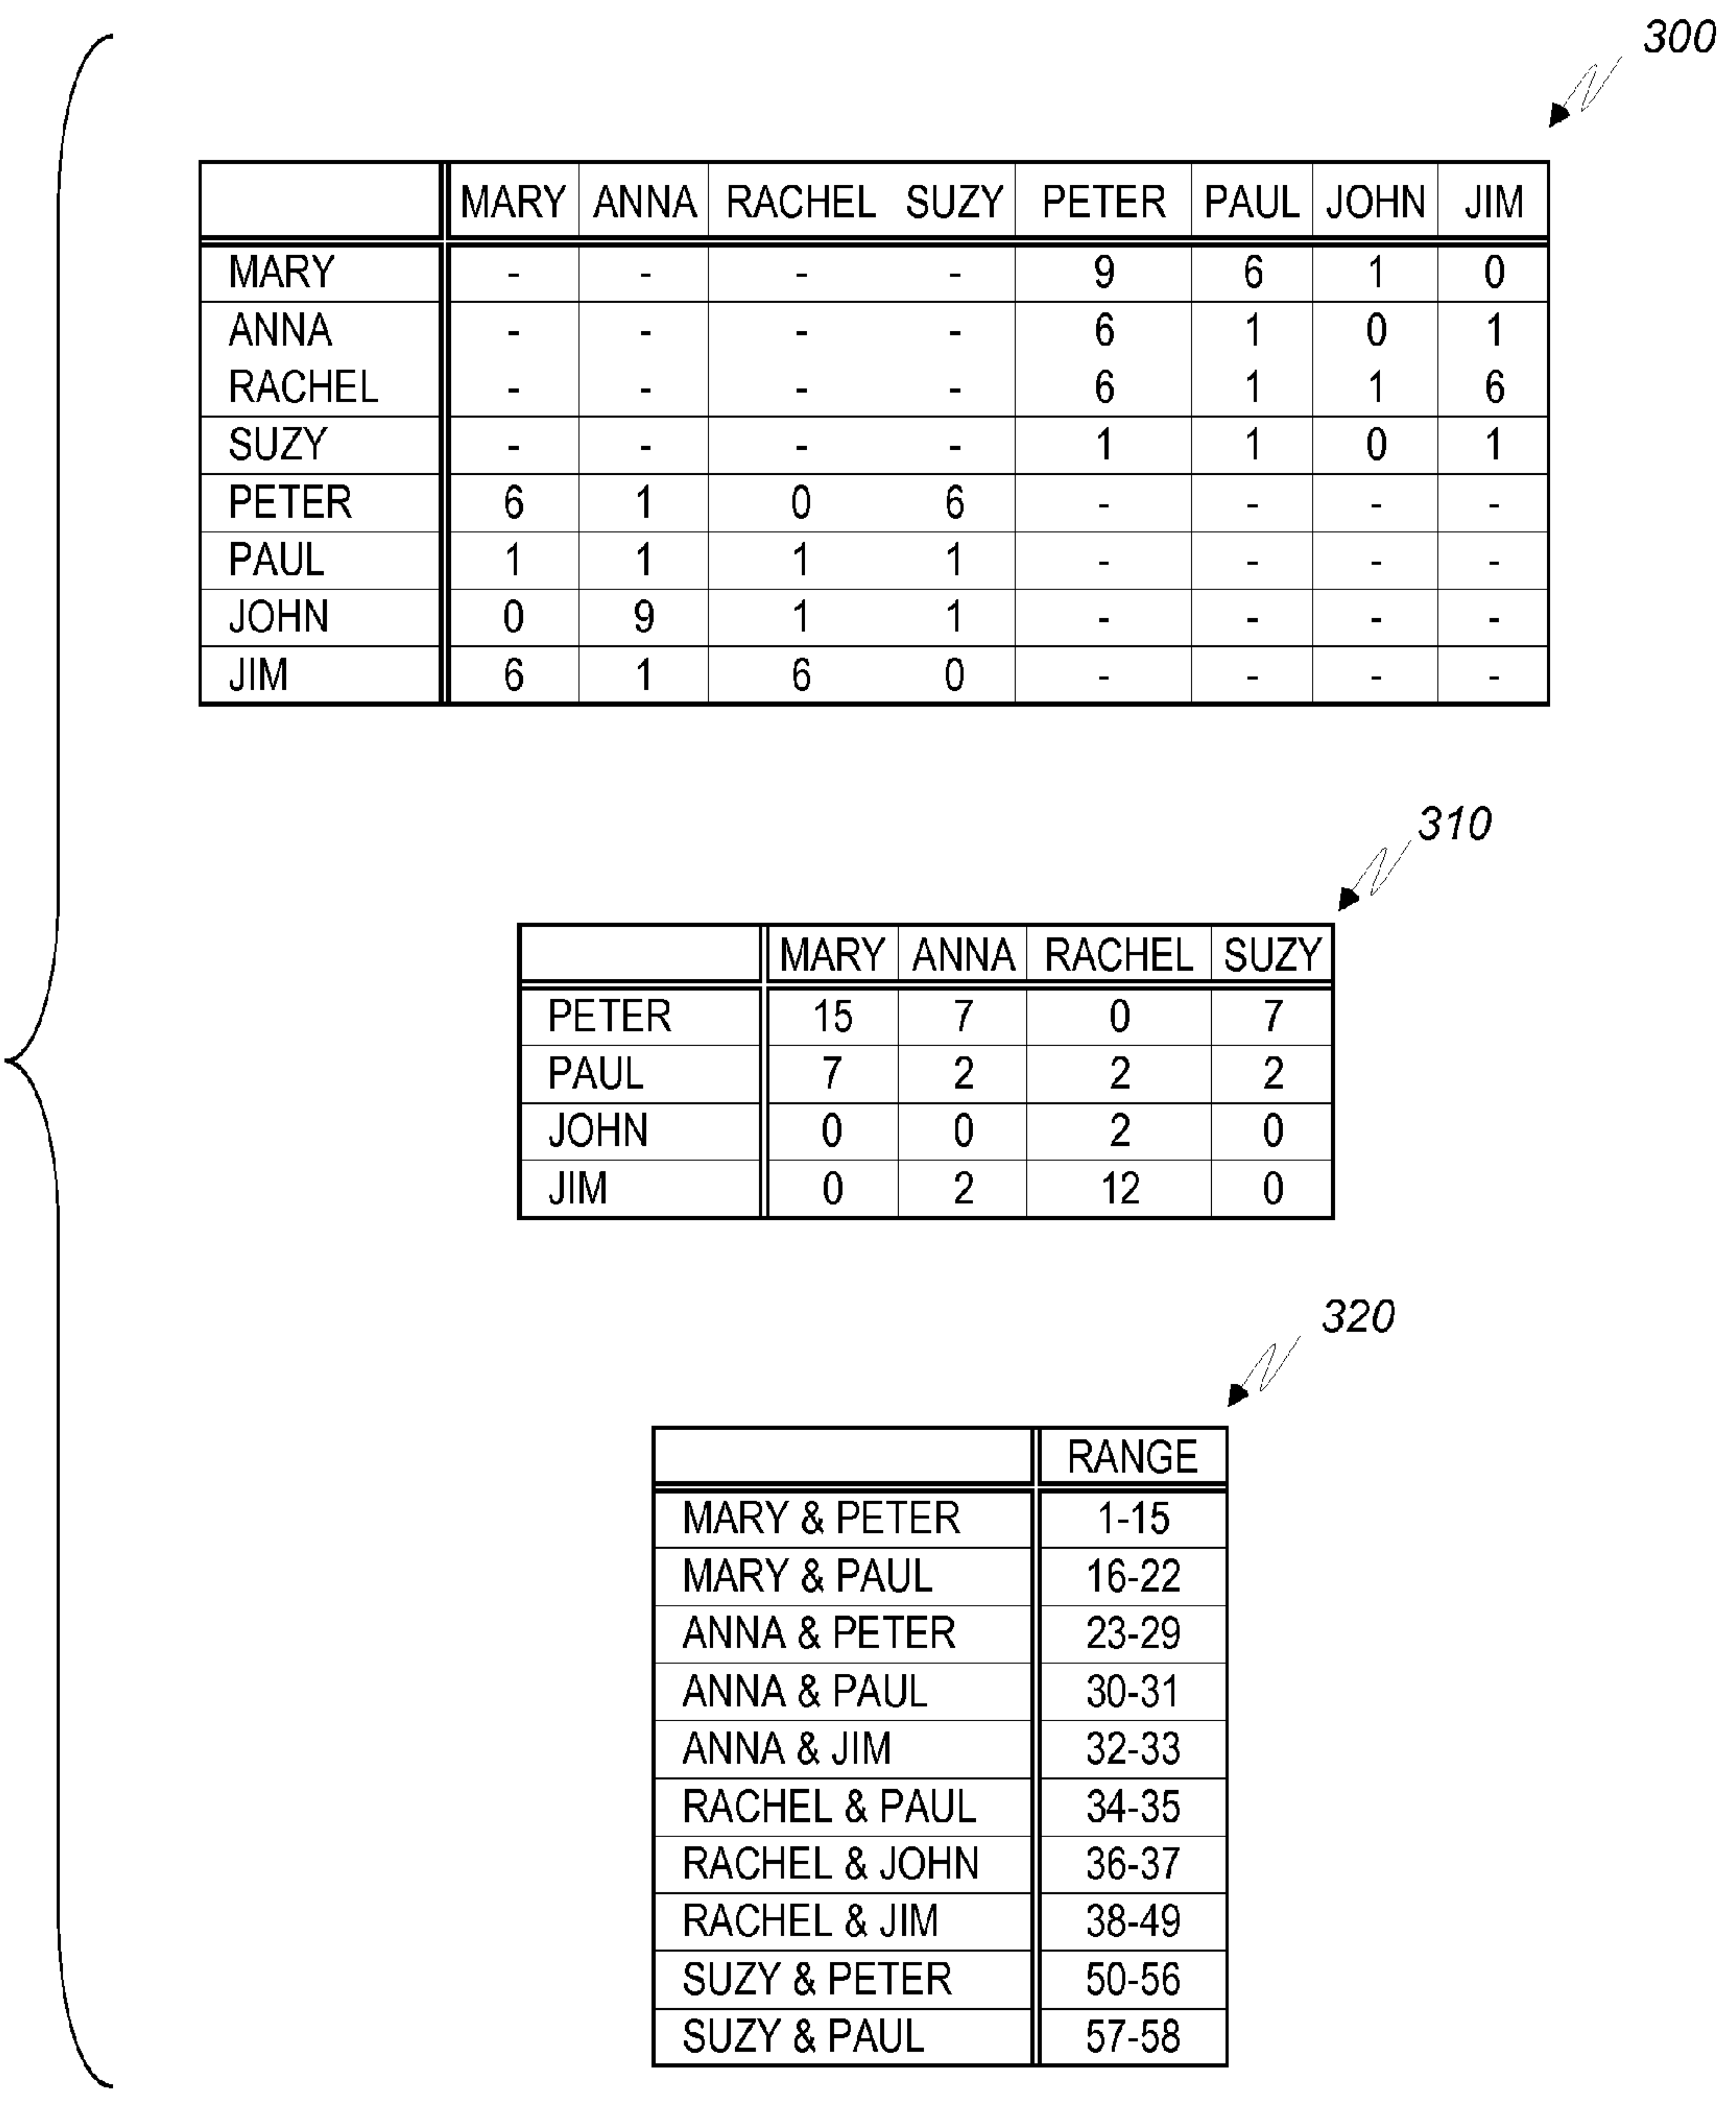 300
MARY ANNA RACHEL SUZY PETER PAUL JOHN JIM
MARY - - - - 9 6 1 0
ANNA - - - - 6 1 0 1
RACHEL - - - - 6 1 1 6
SUZY - - - - 1 1 0 1
PETER 6 1 0 6 - - - -
PAUL 1 1 1 1 - - - -
JOHN 0 9 1 1 - - - -
JIM 6 1 6 0 - - - -
310
MARY ANNA RACHEL SUZY
PETER 15 7 0 7
PAUL 7 2 2 2
JOHN 0 0 2 0
JIM 0 2 12 0
320
RANGE
MARY & PETER 1-15
MARY & PAUL 16-22
ANNA & PETER 23-29
ANNA & PAUL 30-31
ANNA & JIM 32-33
RACHEL & PAUL 34-35
RACHEL & JOHN 36-37
RACHEL & JIM 38-49
SUZY & PETER 50-56
SUZY & PAUL 57-58